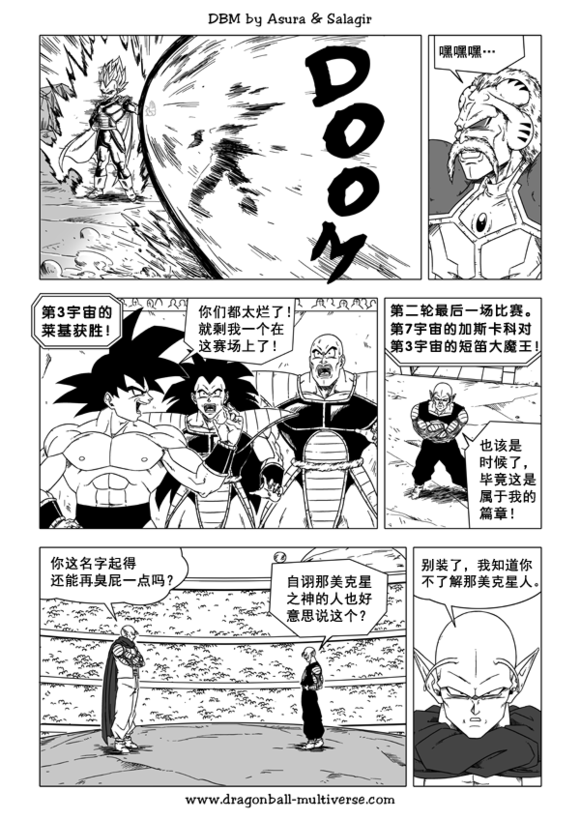 DBM by Asura & Salagir
DOOM
嘿嘿嘿…
第3宇宙的
莱基获胜！
你们都太烂了！
就剩我一个在
这赛场上了！
第二轮最后一场比赛。
第7宇宙的加斯卡科对
第3宇宙的短笛大魔王！
也该是
时候了，
毕竟这是
属于我的
篇章！
你这名字起得
还能再臭屁一点吗？
自诩那美克星
之神的人也好
意思说这个？
别装了，我知道你
不了解那美克星人。
www.dragonball-multiverse.com